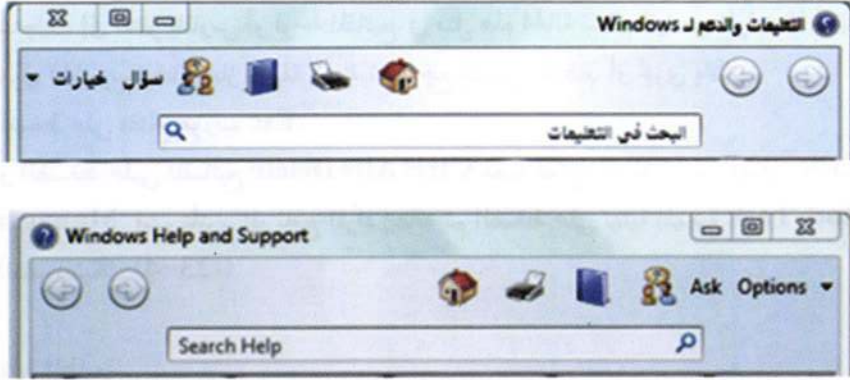 التعليمات والدعم لـ Windows
سؤال خيارات
البحث في التعليمات
Windows Help and Support
Ask Options
Search Help